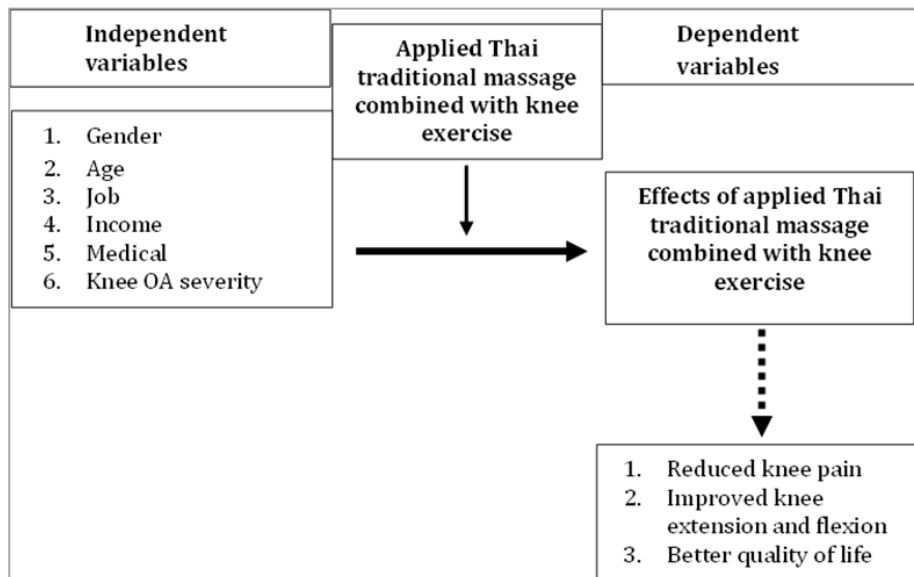 Independent
variables
Applied Thai
traditional massage
combined with knee
exercise
Dependent
variables
1. Gender
2. Age
3. Job
4. Income
5. Medical
6. Knee OA severity
Effects of applied Thai
traditional massage
combined with knee
exercise
1. Reduced knee pain
2. Improved knee
extension and flexion
3. Better quality of life